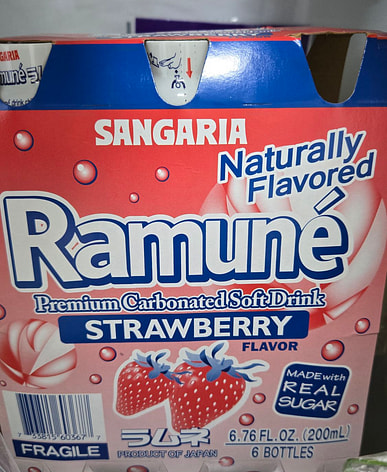 SANGARIA
SANGARIA
Naturally
Flavored
Ramuné
Premium Carbonated Soft Drink
STRAWBERRY
FLAVOR
MADE with
REAL
SUGAR
ラムネ
PRODUCT OF JAPAN
6.76 FL.OZ. (200mL)
6 BOTTLES
FRAGILE